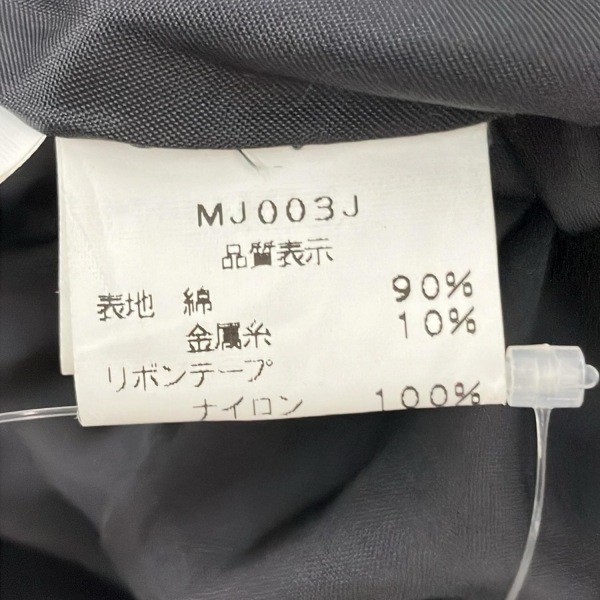 MJ003J
品質表示
表地 綿 90%
金属糸 10%
リボンテープ
ナイロン 100%